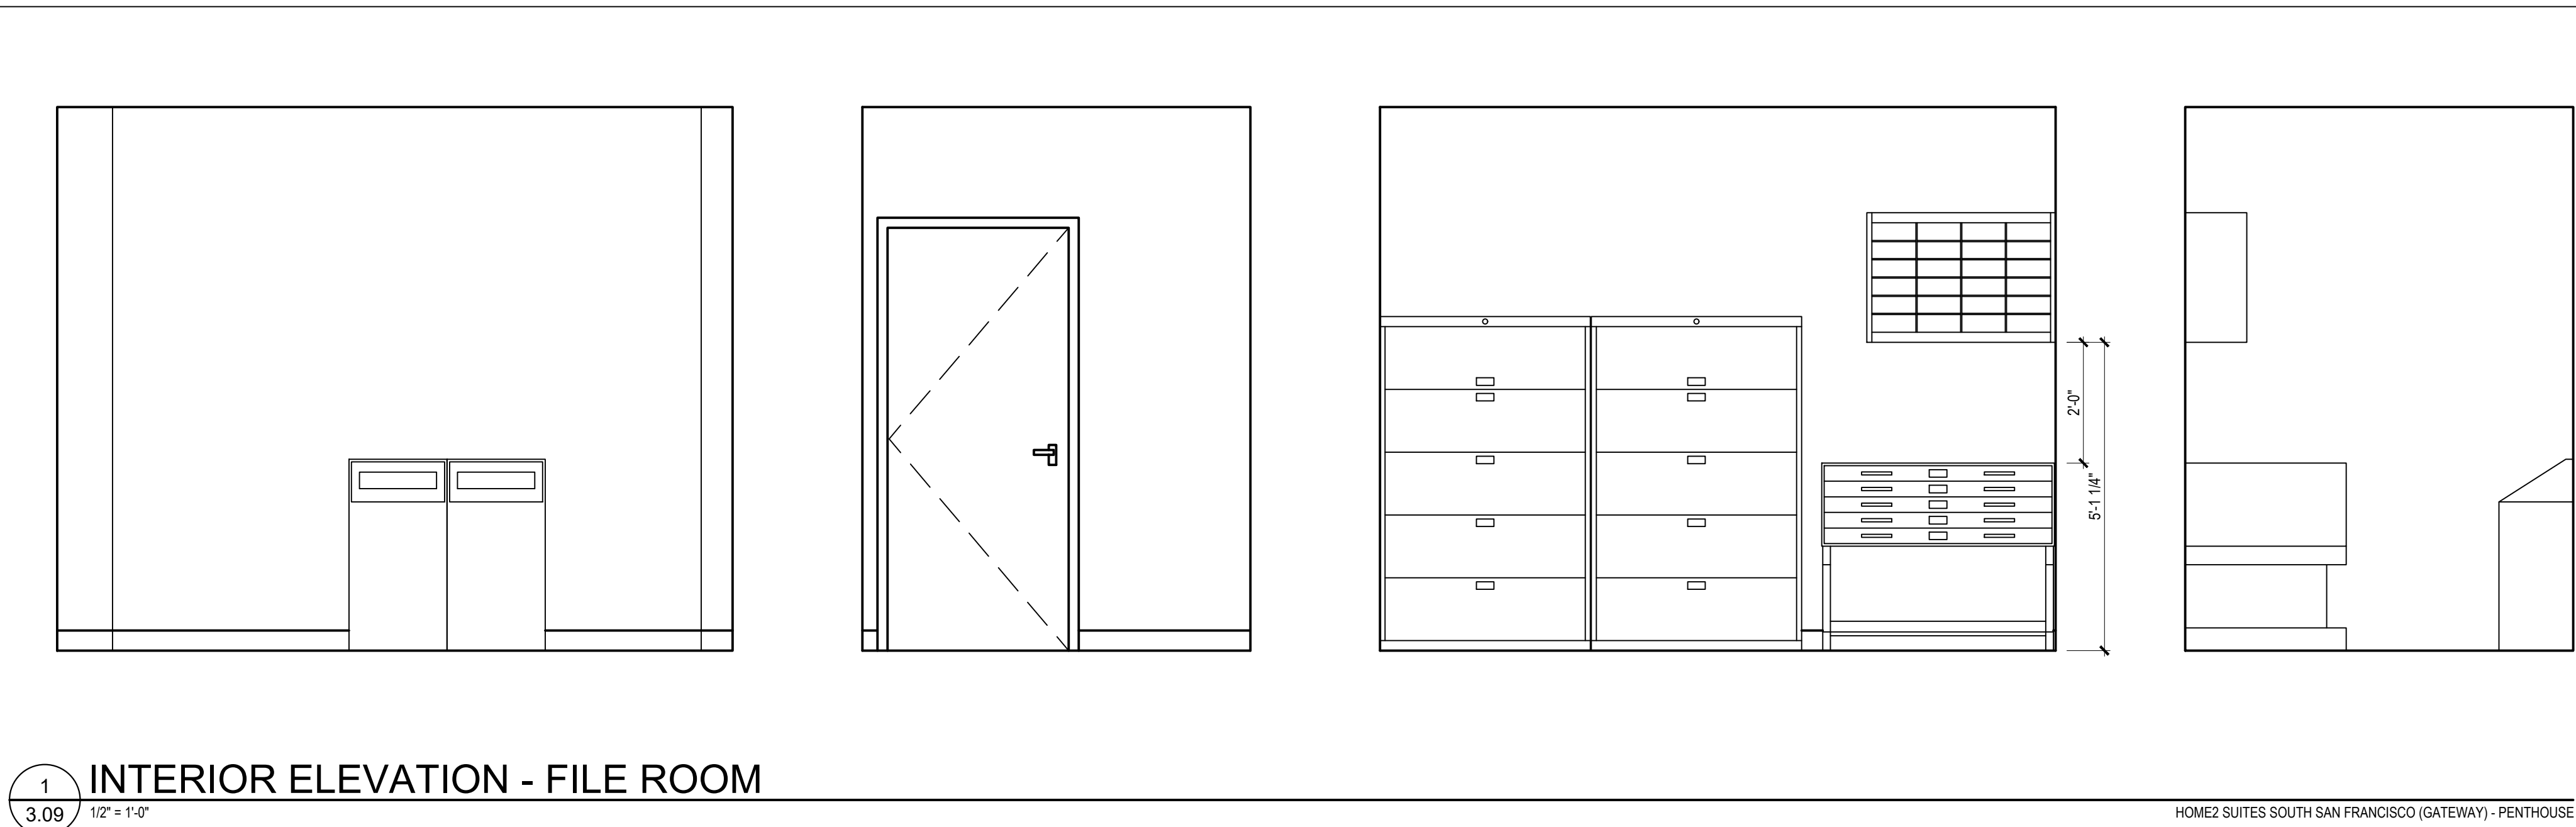 2'-0"
5'-1 1/4"
1
INTERIOR ELEVATION - FILE ROOM
3.09
1/2" = 1'-0"
HOME2 SUITES SOUTH SAN FRANCISCO (GATEWAY) - PENTHOUSE